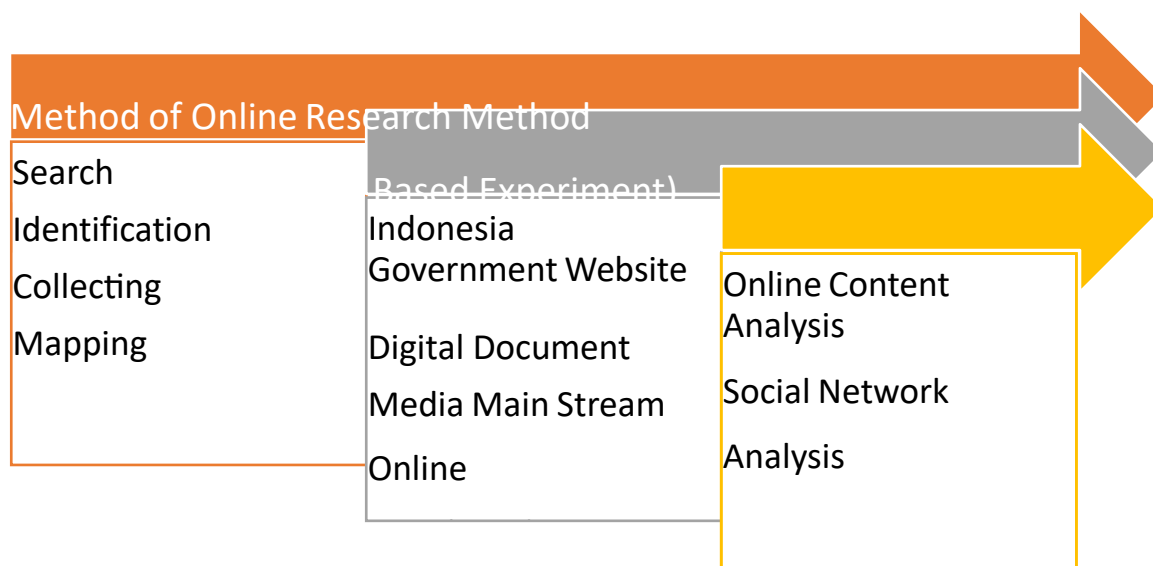 Method of Online Research Method
Search
Identification
Collecting
Mapping
Based Experiment)
Indonesia
Government Website
Digital Document
Media Main Stream
Online
Online Content
Analysis
Social Network
Analysis